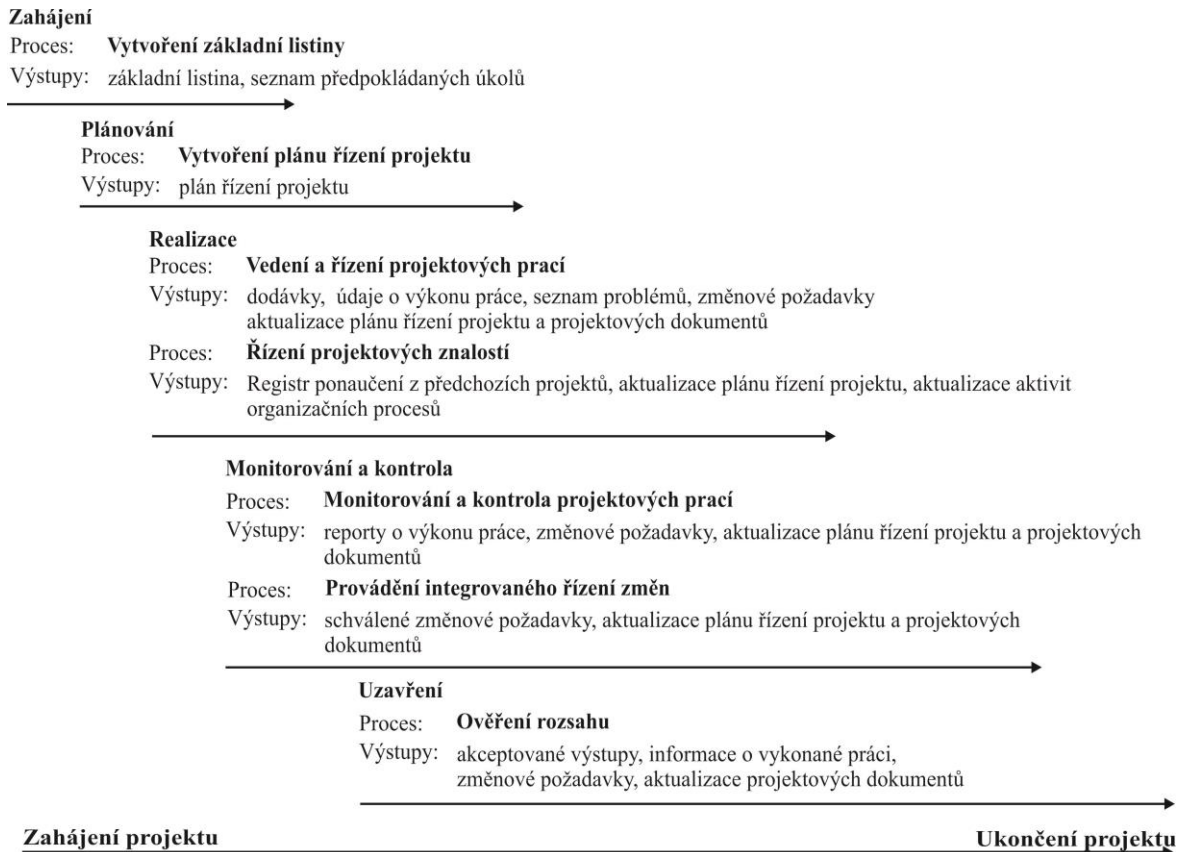 Zahájení
Proces: Vytvoření základní listiny
Výstupy: základní listina, seznam předpokládaných úkolů
Plánování
Proces: Vytvoření plánu řízení projektu
Výstupy: plán řízení projektu
Realizace
Proces: Vedení a řízení projektových prací
Výstupy: dodávky, údaje o výkonu práce, seznam problémů, změnové požadavky
aktualizace plánu řízení projektu a projektových dokumentů
Proces: Řízení projektových znalostí
Výstupy: Registr ponaučení z předchozích projektů, aktualizace plánu řízení projektu, aktualizace aktivit
organizačních procesů
Monitorování a kontrola
Proces: Monitorování a kontrola projektových prací
Výstupy: reporty o výkonu práce, změnové požadavky, aktualizace plánu řízení projektu a projektových
dokumentů
Proces: Provádění integrovaného řízení změn
Výstupy: schválené změnové požadavky, aktualizace plánu řízení projektu a projektových
dokumentů
Uzavření
Proces: Ověření rozsahu
Výstupy: akceptované výstupy, informace o vykonané práci,
změnové požadavky, aktualizace projektových dokumentů
Zahájení projektu Ukončení projektu